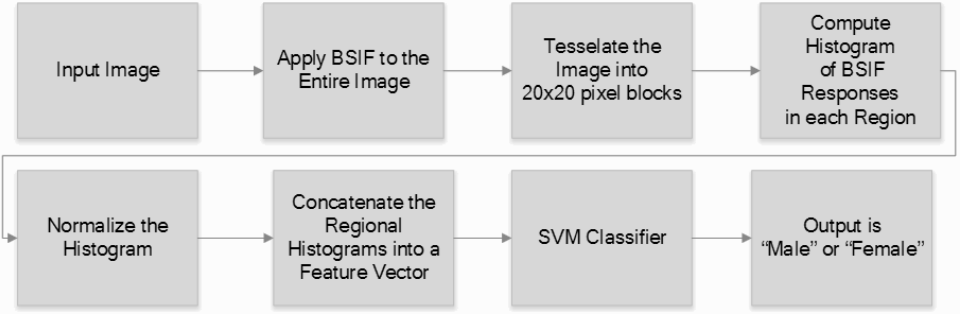 Input Image
Apply BSIF to the
Entire Image
Tesselate the
Image into
20x20 pixel blocks
Compute
Histogram
of BSIF
Responses
in each Region
Normalize the
Histogram
Concatenate the
Regional
Histograms into a
Feature Vector
SVM Classifier
Output is
“Male” or “Female”